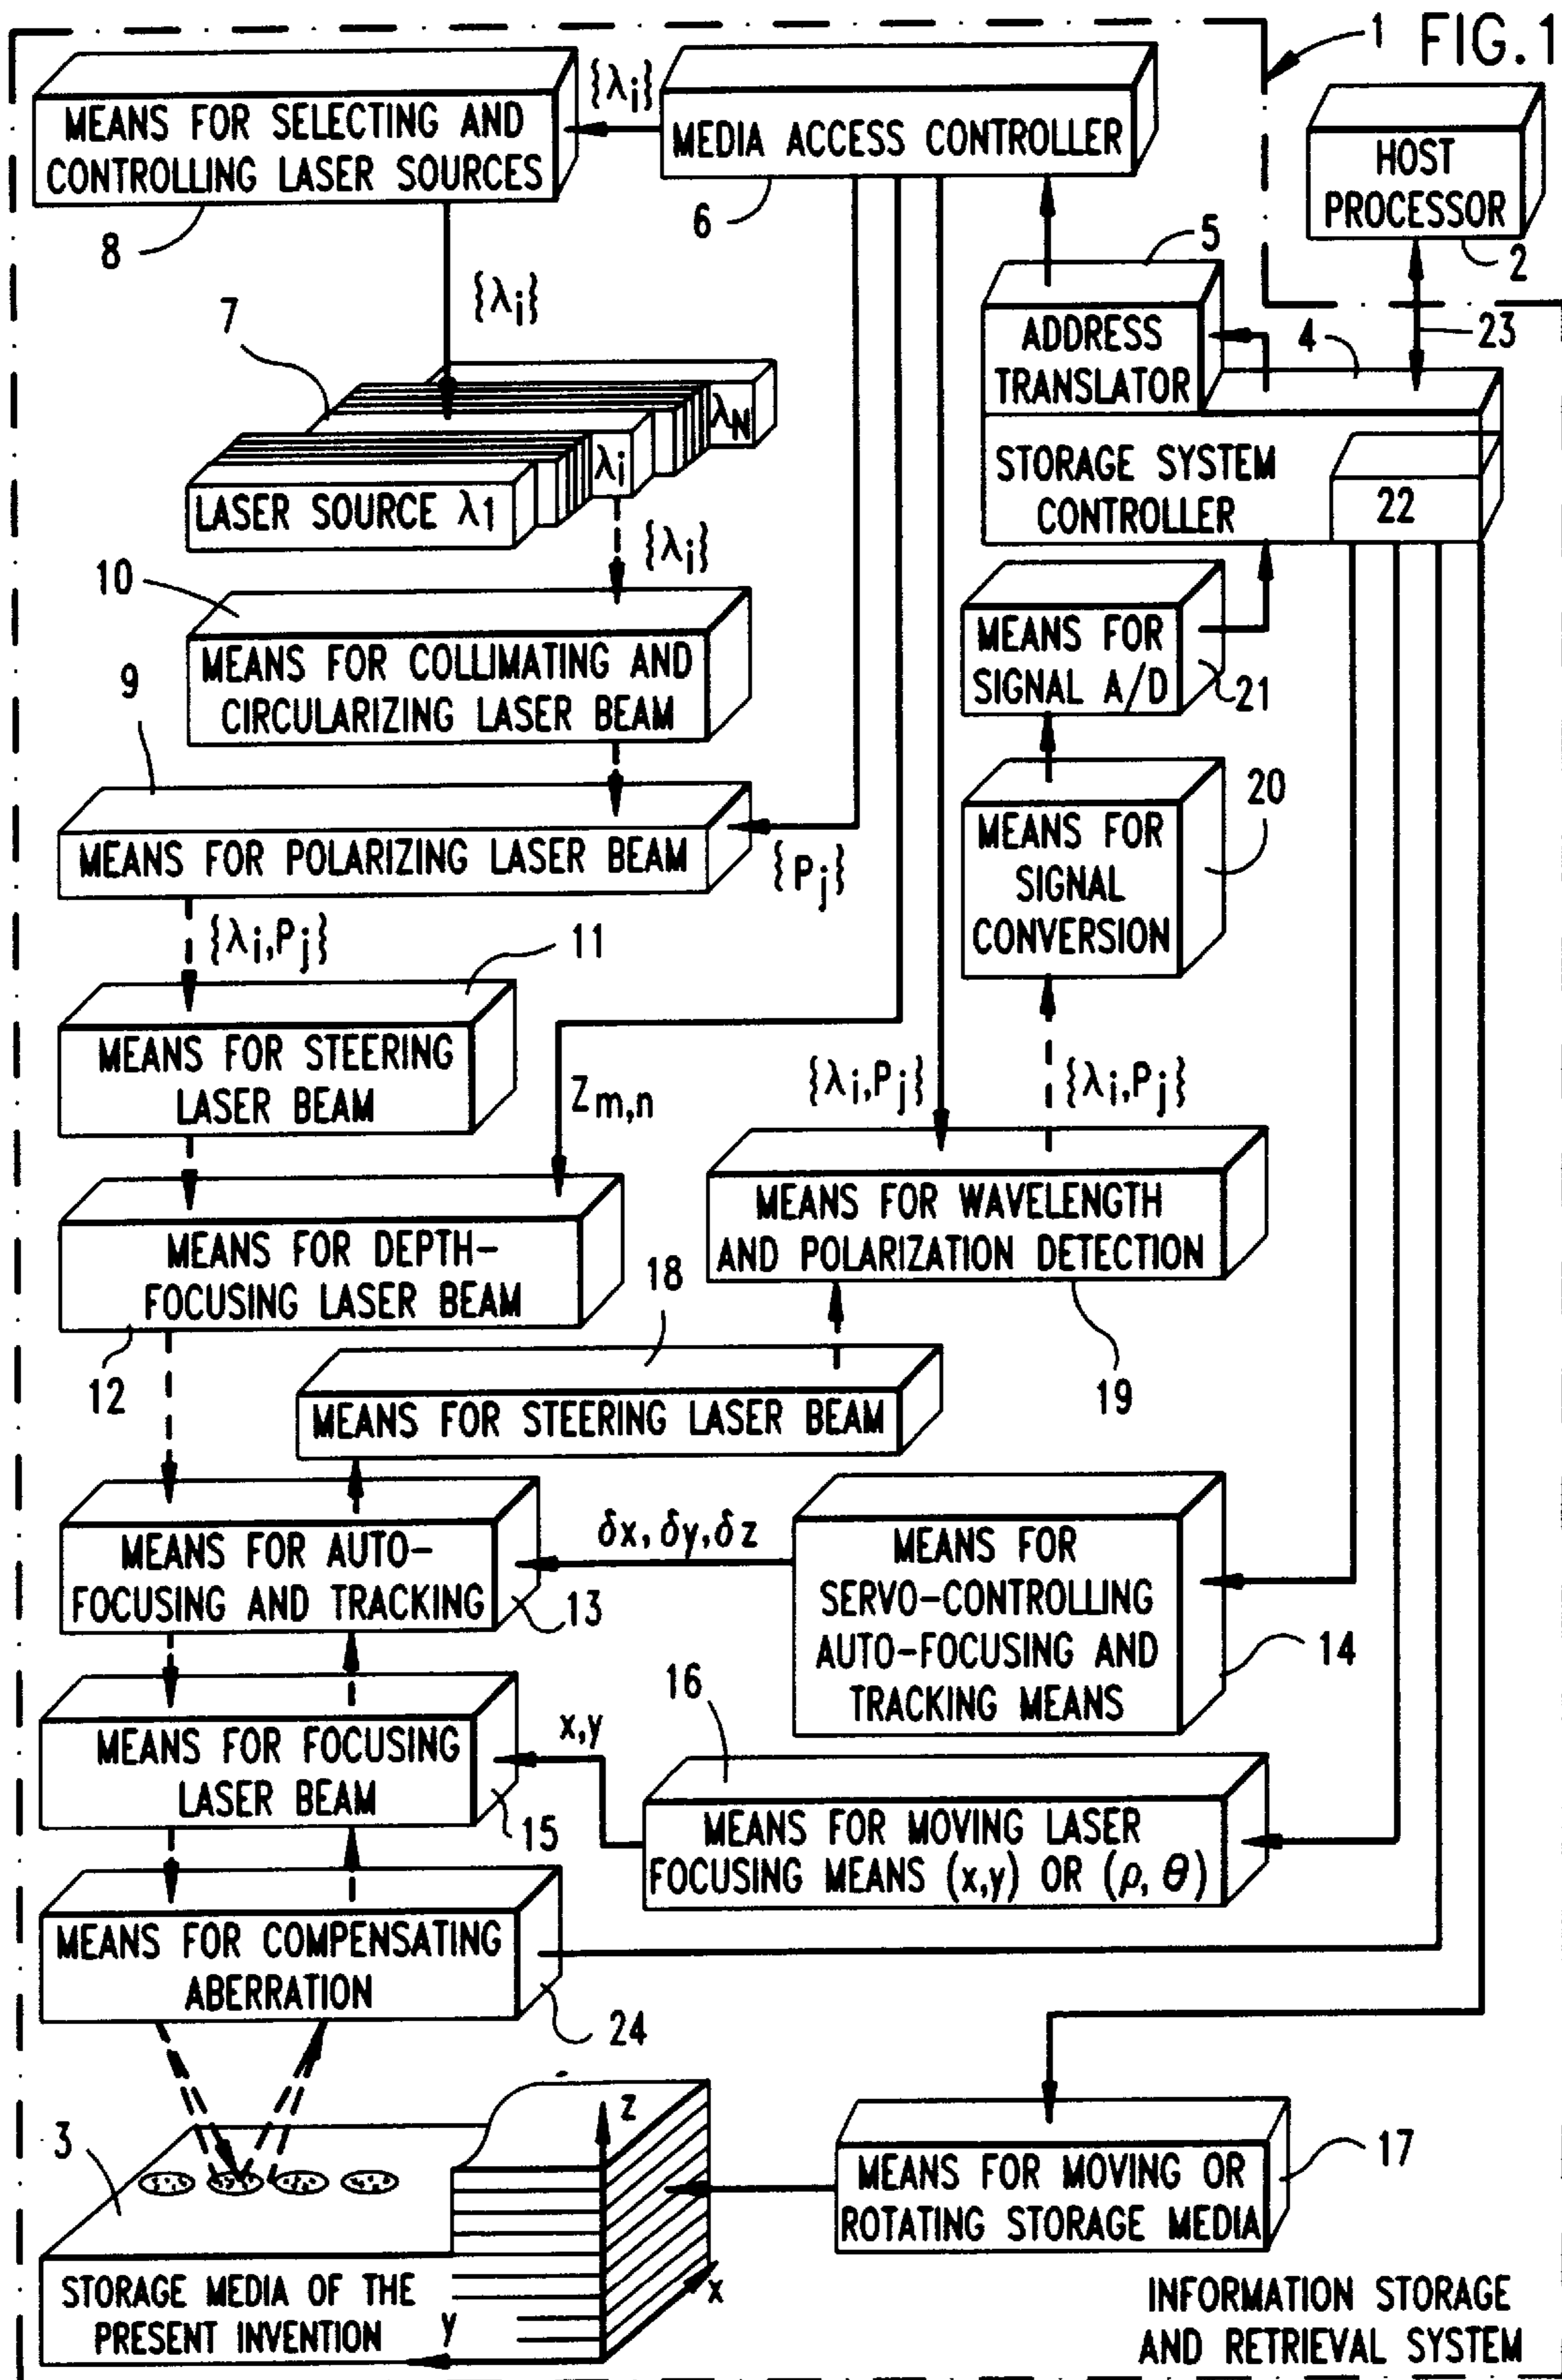 1 FIG.1
MEANS FOR SELECTING AND
CONTROLLING LASER SOURCES
8
{λi}
MEDIA ACCESS CONTROLLER
6
HOST
PROCESSOR
2
5
ADDRESS
TRANSLATOR
4
23
STORAGE SYSTEM
CONTROLLER
22
{λi}
7
λN
λi
LASER SOURCE λ1
{λi}
10
MEANS FOR COLLIMATING AND
CIRCULARIZING LASER BEAM
MEANS FOR
SIGNAL A/D
21
9
MEANS FOR POLARIZING LASER BEAM
{Pj}
20
MEANS FOR
SIGNAL
CONVERSION
{λi,Pj}
11
MEANS FOR STEERING
LASER BEAM
Zm,n
{λi,Pj}
{λi,Pj}
MEANS FOR DEPTH-
FOCUSING LASER BEAM
12
MEANS FOR WAVELENGTH
AND POLARIZATION DETECTION
19
18
MEANS FOR STEERING LASER BEAM
MEANS FOR AUTO-
FOCUSING AND TRACKING
13
δx, δy, δz
MEANS FOR
SERVO-CONTROLLING
AUTO-FOCUSING AND
TRACKING MEANS
14
MEANS FOR FOCUSING
LASER BEAM
15
x,y
16
MEANS FOR MOVING LASER
FOCUSING MEANS (x,y) OR (ρ, θ)
MEANS FOR COMPENSATING
ABERRATION
24
3
z
x
y
STORAGE MEDIA OF THE
PRESENT INVENTION
MEANS FOR MOVING OR
ROTATING STORAGE MEDIA
17
INFORMATION STORAGE
AND RETRIEVAL SYSTEM